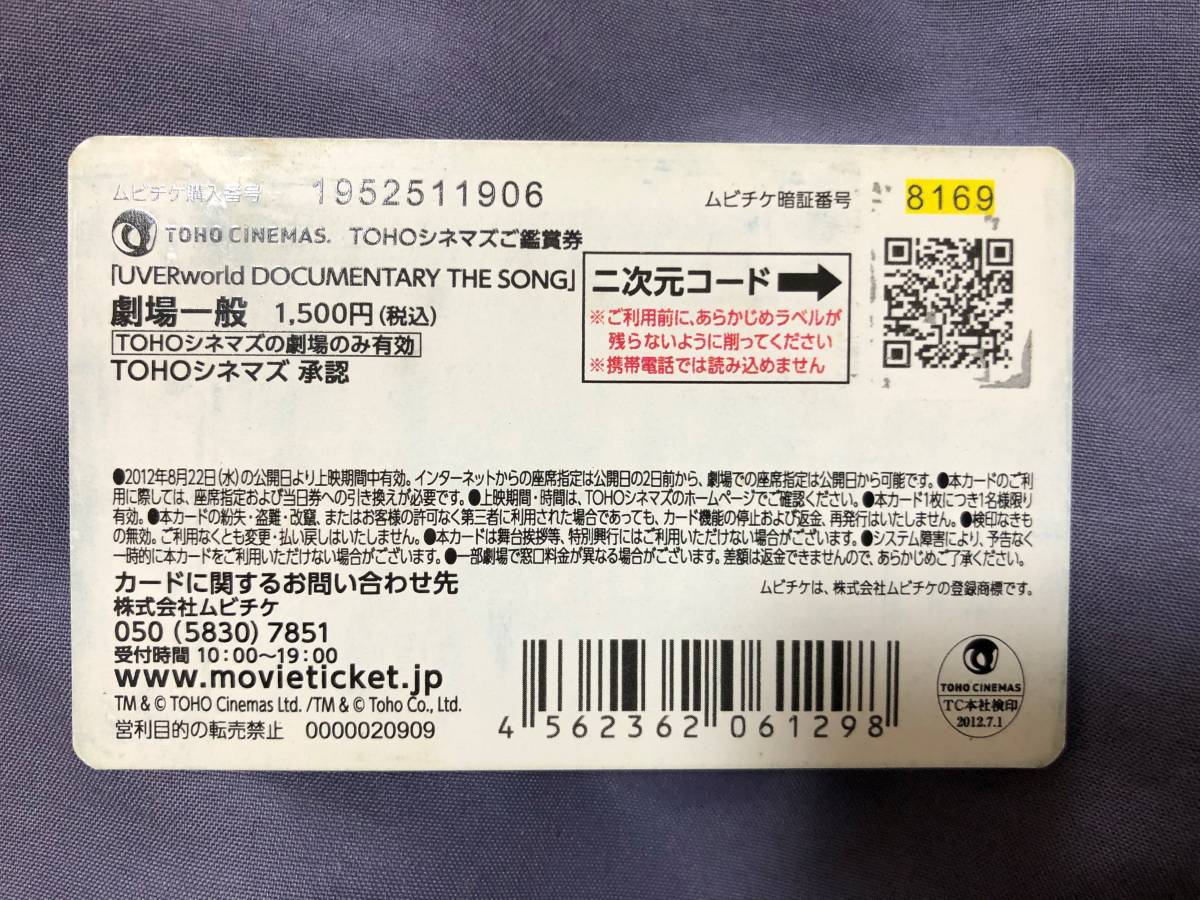 ムビチケ購入番号 1952511906 ムビチケ暗証番号 8169
TOHO CINEMAS. TOHOシネマズご鑑賞券
「UVERworld DOCUMENTARY THE SONG」
劇場一般 1,500円(税込)
TOHOシネマズの劇場のみ有効
TOHOシネマズ 承認
二次元コード
※ご利用前に、あらかじめラベルが
残らないように削ってください
※携帯電話では読み込めません
●2012年8月22日(水)の公開日より上映期間中有効。インターネットからの座席指定は公開日の2日前から、劇場での座席指定は公開日から可能です。●本カードのご利
用に際しては、座席指定および当日券への引き換えが必要です。●上映期間・時間は、TOHOシネマズのホームページでご確認ください。●本カード1枚につき1名様限り
有効。●本カードの紛失・盗難・改竄、またはお客様の許可なく第三者に利用された場合であっても、カード機能の停止および返金、再発行はいたしません。●検印なきも
の無効。ご利用なくとも変更・払い戻しはいたしません。●本カードは舞台挨拶等、特別興行にはご利用いただけない場合がございます。●システム障害により、予告なく
一時的に本カードをご利用いただけない場合がございます。●一部劇場で窓口料金が異なる場合がございます。差額は返金できませんので、あらかじめご了承ください。
カードに関するお問い合わせ先
ムビチケは、株式会社ムビチケの登録商標です。
株式会社ムビチケ
050 (5830) 7851
受付時間 10:00〜19:00
www.movieticket.jp
TM & © TOHO Cinemas Ltd. /TM & © Toho Co., Ltd.
営利目的の転売禁止 0000020909
4 562362 061298
TOHO CINEMAS
TC本社検印
2012.7.1